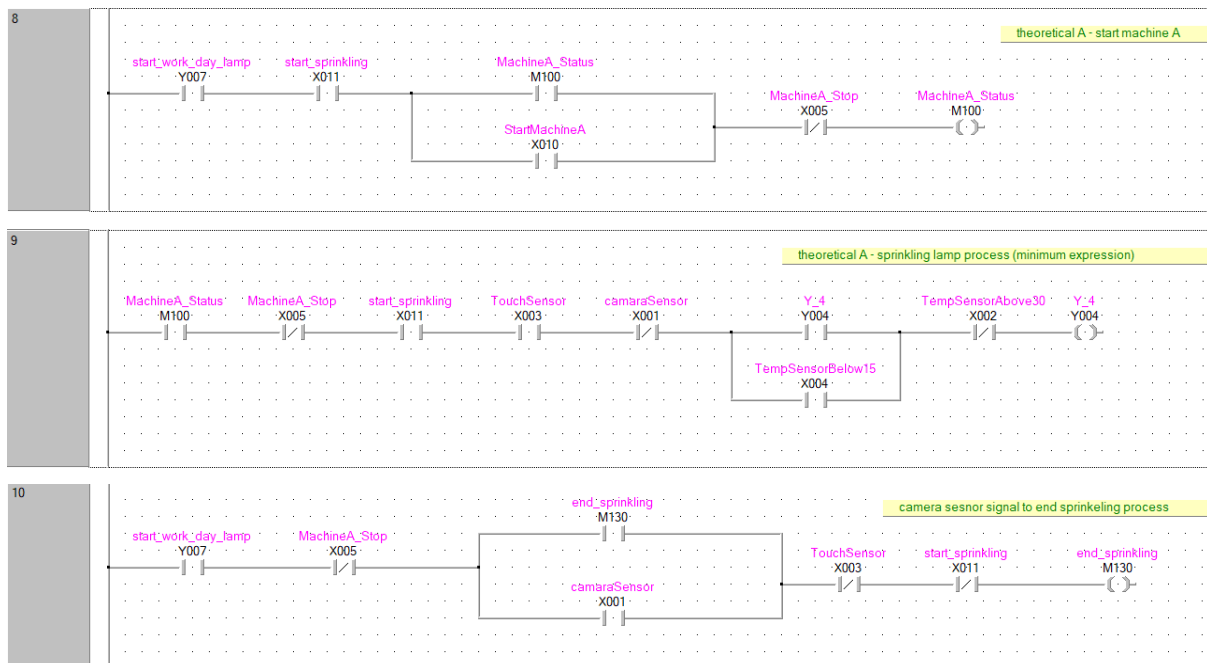 8
theoretical A - start machine A
start_work_day_lamp start_sprinkling MachineA_Status
Y007 X011 M100
MachineA_Stop MachineA_Status
X005 M100
StartMachineA
X010
9
theoretical A - sprinkling lamp process (minimum expression)
MachineA_Status MachineA_Stop start_sprinkling TouchSensor camaraSensor Y_4 TempSensorAbove30 Y_4
M100 X005 X011 X003 X001 Y004 X002 Y004
TempSensorBelow15
X004
10
end_sprinkling
camera sesnor signal to end sprinkeling process
M130
start_work_day_lamp MachineA_Stop
Y007 X005
TouchSensor start_sprinkling end_sprinkling
X003 X011 M130
camaraSensor
X001